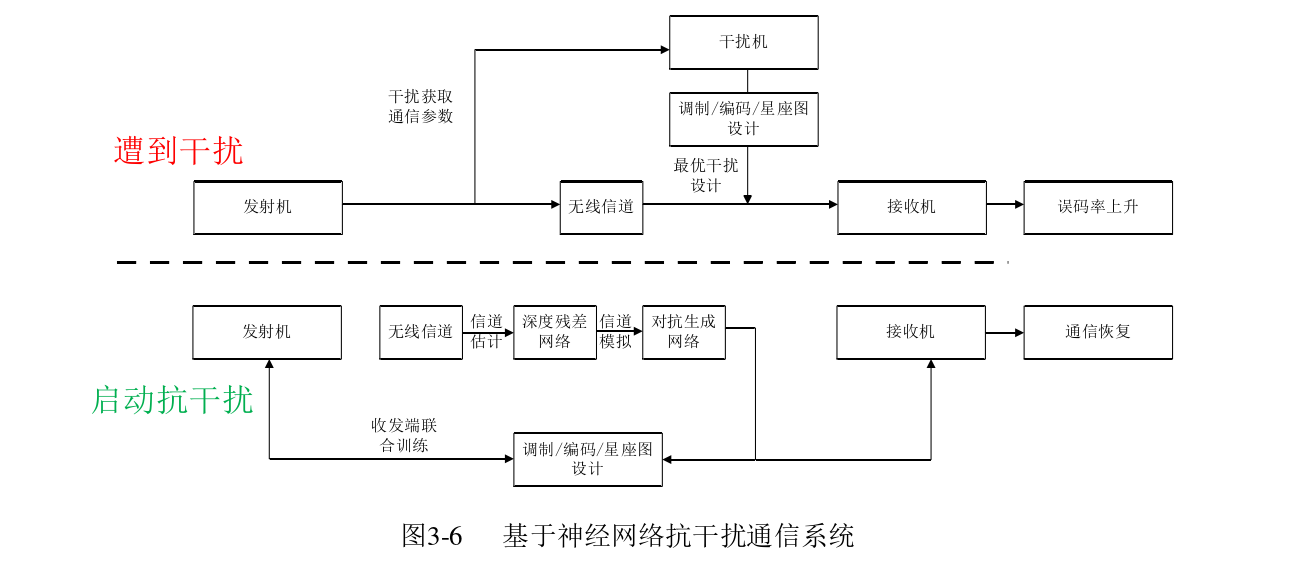 干扰机
干扰获取
通信参数
调制/编码/星座图
设计
遭到干扰
最优干扰
设计
发射机
无线信道
接收机
误码率上升
发射机
无线信道
信道
估计
深度残差
网络
信道
模拟
对抗生成
网络
接收机
通信恢复
启动抗干扰
收发端联
合训练
调制/编码/星座图
设计
图3-6 基于神经网络抗干扰通信系统